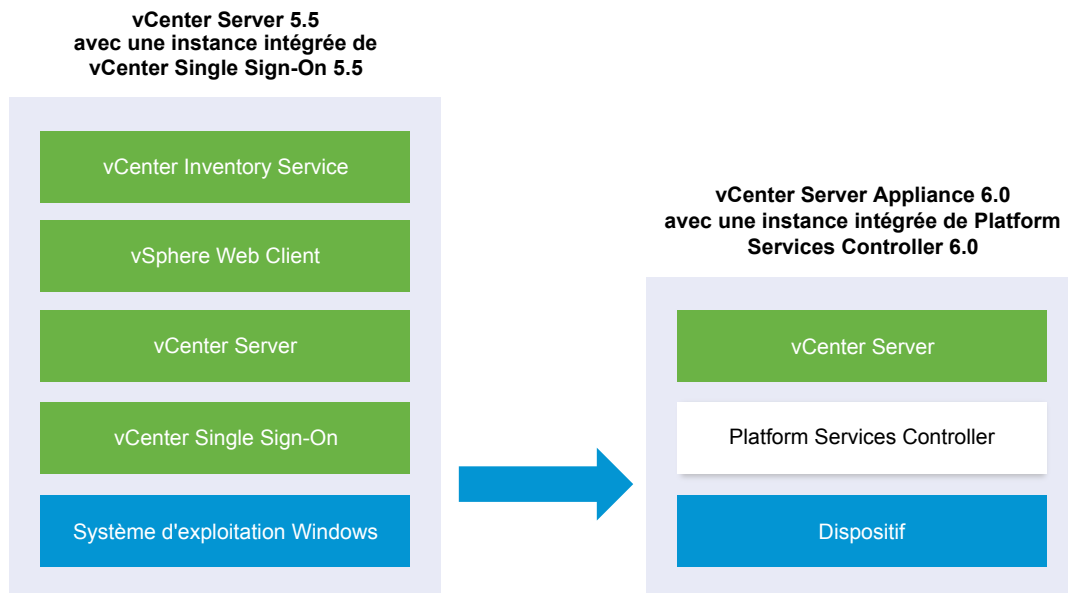 vCenter Server 5.5
avec une instance intégrée de
vCenter Single Sign-On 5.5
vCenter Inventory Service
vSphere Web Client
vCenter Server
vCenter Single Sign-On
Système d'exploitation Windows
vCenter Server Appliance 6.0
avec une instance intégrée de Platform
Services Controller 6.0
vCenter Server
Platform Services Controller
Dispositif